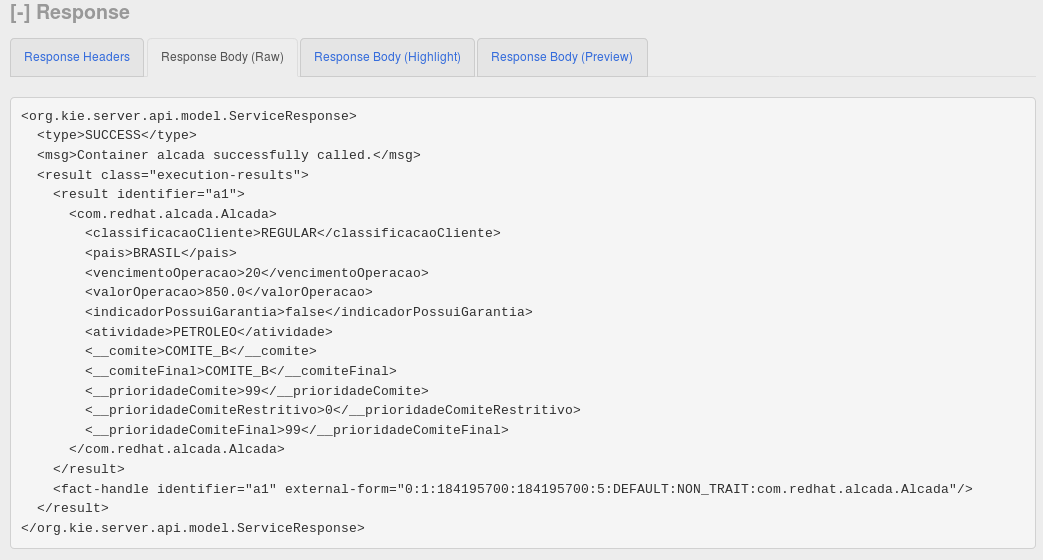 [-] Response
Response Headers Response Body (Raw) Response Body (Highlight) Response Body (Preview)
<org.kie.server.api.model.ServiceResponse>
  <type>SUCCESS</type>
  <msg>Container alcada successfully called.</msg>
  <result class="execution-results">
    <result identifier="a1">
      <com.redhat.alcada.Alcada>
        <classificacaoCliente>REGULAR</classificacaoCliente>
        <pais>BRASIL</pais>
        <vencimentoOperacao>20</vencimentoOperacao>
        <valorOperacao>850.0</valorOperacao>
        <indicadorPossuiGarantia>false</indicadorPossuiGarantia>
        <atividade>PETROLEO</atividade>
        <__comite>COMITE_B</__comite>
        <__comiteFinal>COMITE_B</__comiteFinal>
        <__prioridadeComite>99</__prioridadeComite>
        <__prioridadeComiteRestritivo>0</__prioridadeComiteRestritivo>
        <__prioridadeComiteFinal>99</__prioridadeComiteFinal>
      </com.redhat.alcada.Alcada>
    </result>
    <fact-handle identifier="a1" external-form="0:1:184195700:184195700:5:DEFAULT:NON_TRAIT:com.redhat.alcada.Alcada"/>
  </result>
</org.kie.server.api.model.ServiceResponse>